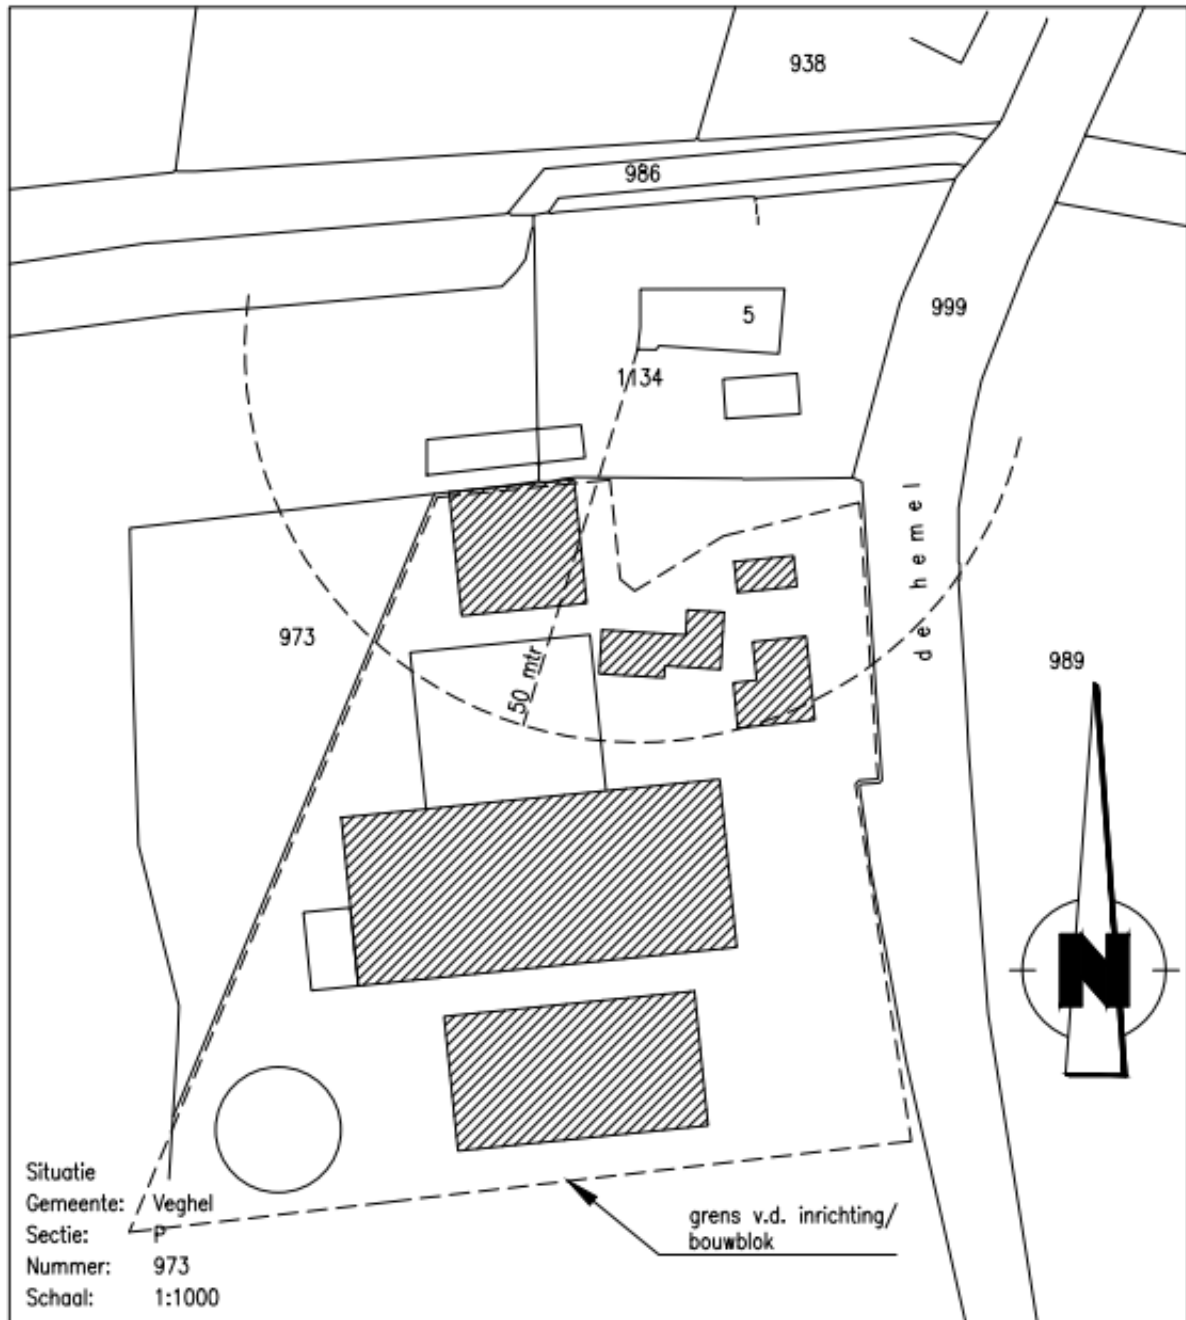 938
986
5
999
1134
de hemel
973
50 mtr
989
N
Situatie
Gemeente: Veghel
Sectie: P
Nummer: 973
Schaal: 1:1000
grens v.d. inrichting/
bouwblok